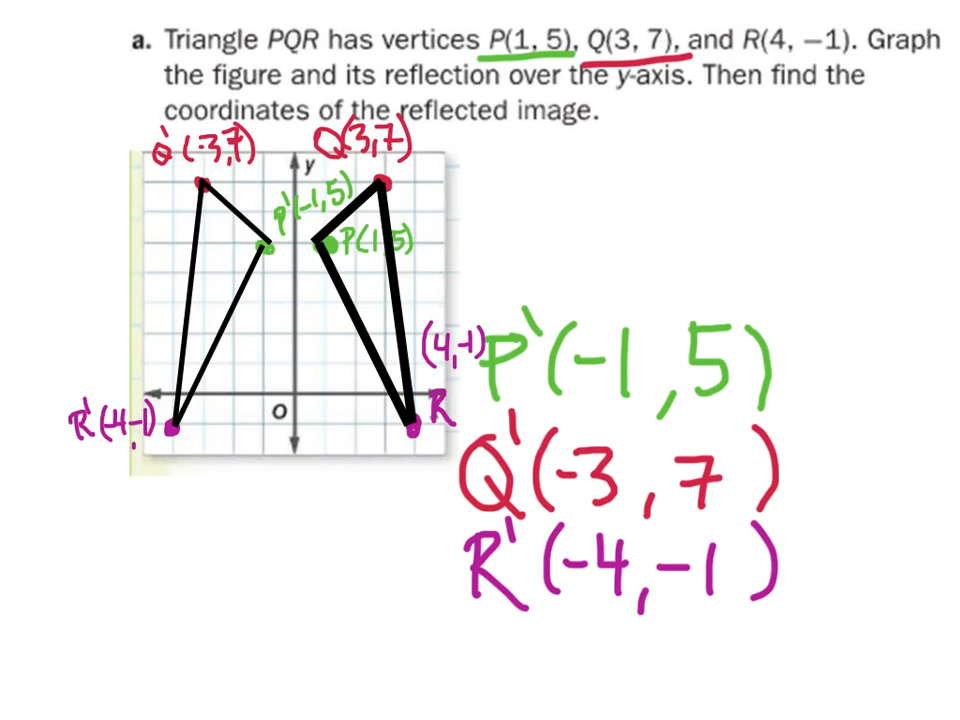 a. Triangle PQR has vertices P(1, 5), Q(3, 7), and R(4, −1). Graph
the figure and its reflection over the y-axis. Then find the
coordinates of the reflected image.
Q'(-3,7) Q(3,7)
y
P'(-1,5)
P(1,5)
(4,-1)
P'(-1,5)
R'(-4,-1) O R
Q'(-3,7)
R'(-4,-1)